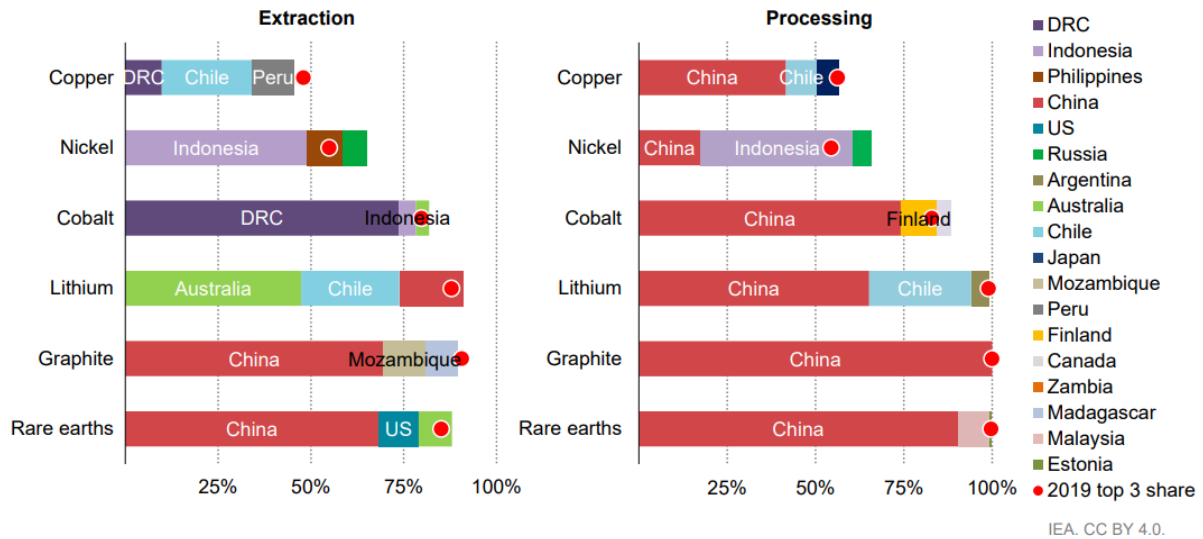 Extraction
Copper
DRC Chile Peru
Nickel
Indonesia
Cobalt
DRC Indonesia
Lithium
Australia Chile
Graphite
China Mozambique
Rare earths
China US
25% 50% 75% 100%
Processing
Copper
China Chile
Nickel
China Indonesia
Cobalt
China Finland
Lithium
China Chile
Graphite
China
Rare earths
China
25% 50% 75% 100%
DRC
Indonesia
Philippines
China
US
Russia
Argentina
Australia
Chile
Japan
Mozambique
Peru
Finland
Canada
Zambia
Madagascar
Malaysia
Estonia
2019 top 3 share
IEA. CC BY 4.0.